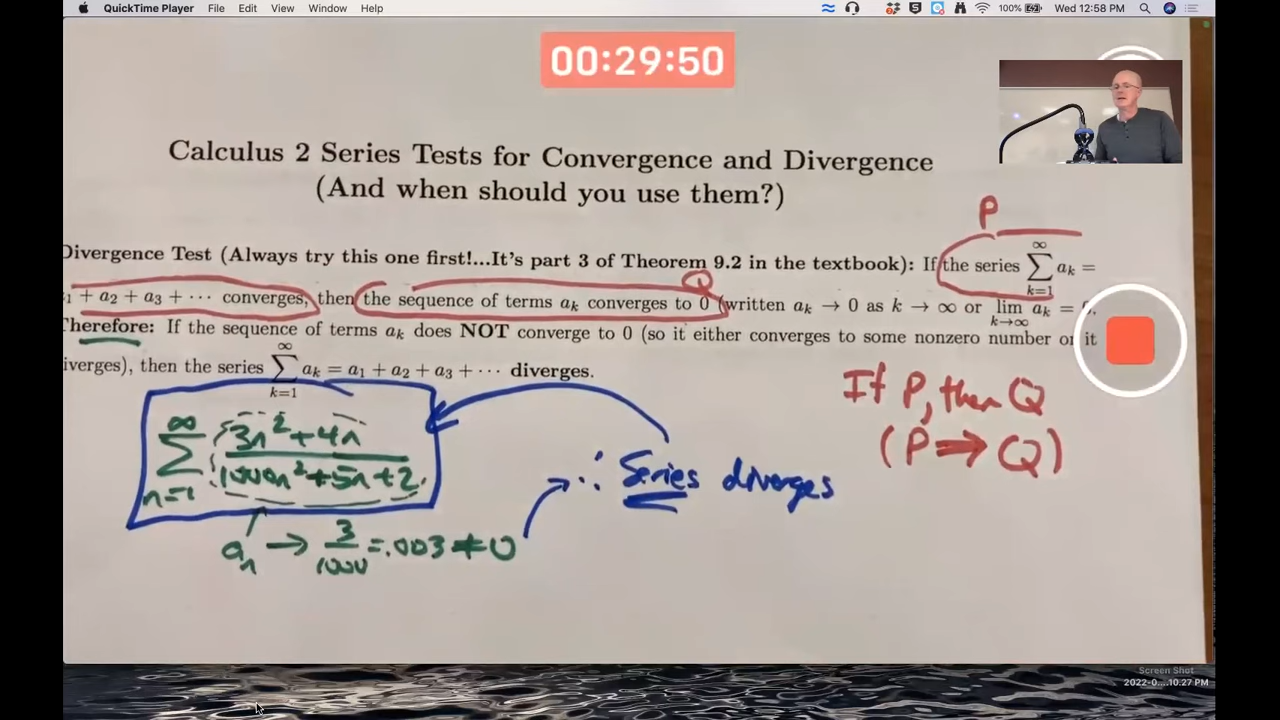 QuickTime Player File Edit View Window Help 100% Wed 12:58 PM
00:29:50
Calculus 2 Series Tests for Convergence and Divergence
(And when should you use them?)
P
Divergence Test (Always try this one first!...It's part 3 of Theorem 9.2 in the textbook): If the series ∑_{k=1}^{∞} a_k =
Q
1 + a_2 + a_3 + ⋯ converges, then the sequence of terms a_k converges to 0 (written a_k → 0 as k → ∞ or lim_{k→∞} a_k =
Therefore: If the sequence of terms a_k does NOT converge to 0 (so it either converges to some nonzero number or it
iverges), then the series ∑_{k=1}^{∞} a_k = a_1 + a_2 + a_3 + ⋯ diverges.
∑_{n=1}^{∞} (3n^2+4n)/(1000n^2+5n+2)
If P, then Q
(P ⇒ Q)
∴ Series diverges
a_n → 3/1000 = .003 ≠ 0
Screen Shot
2022-0....10.27 PM